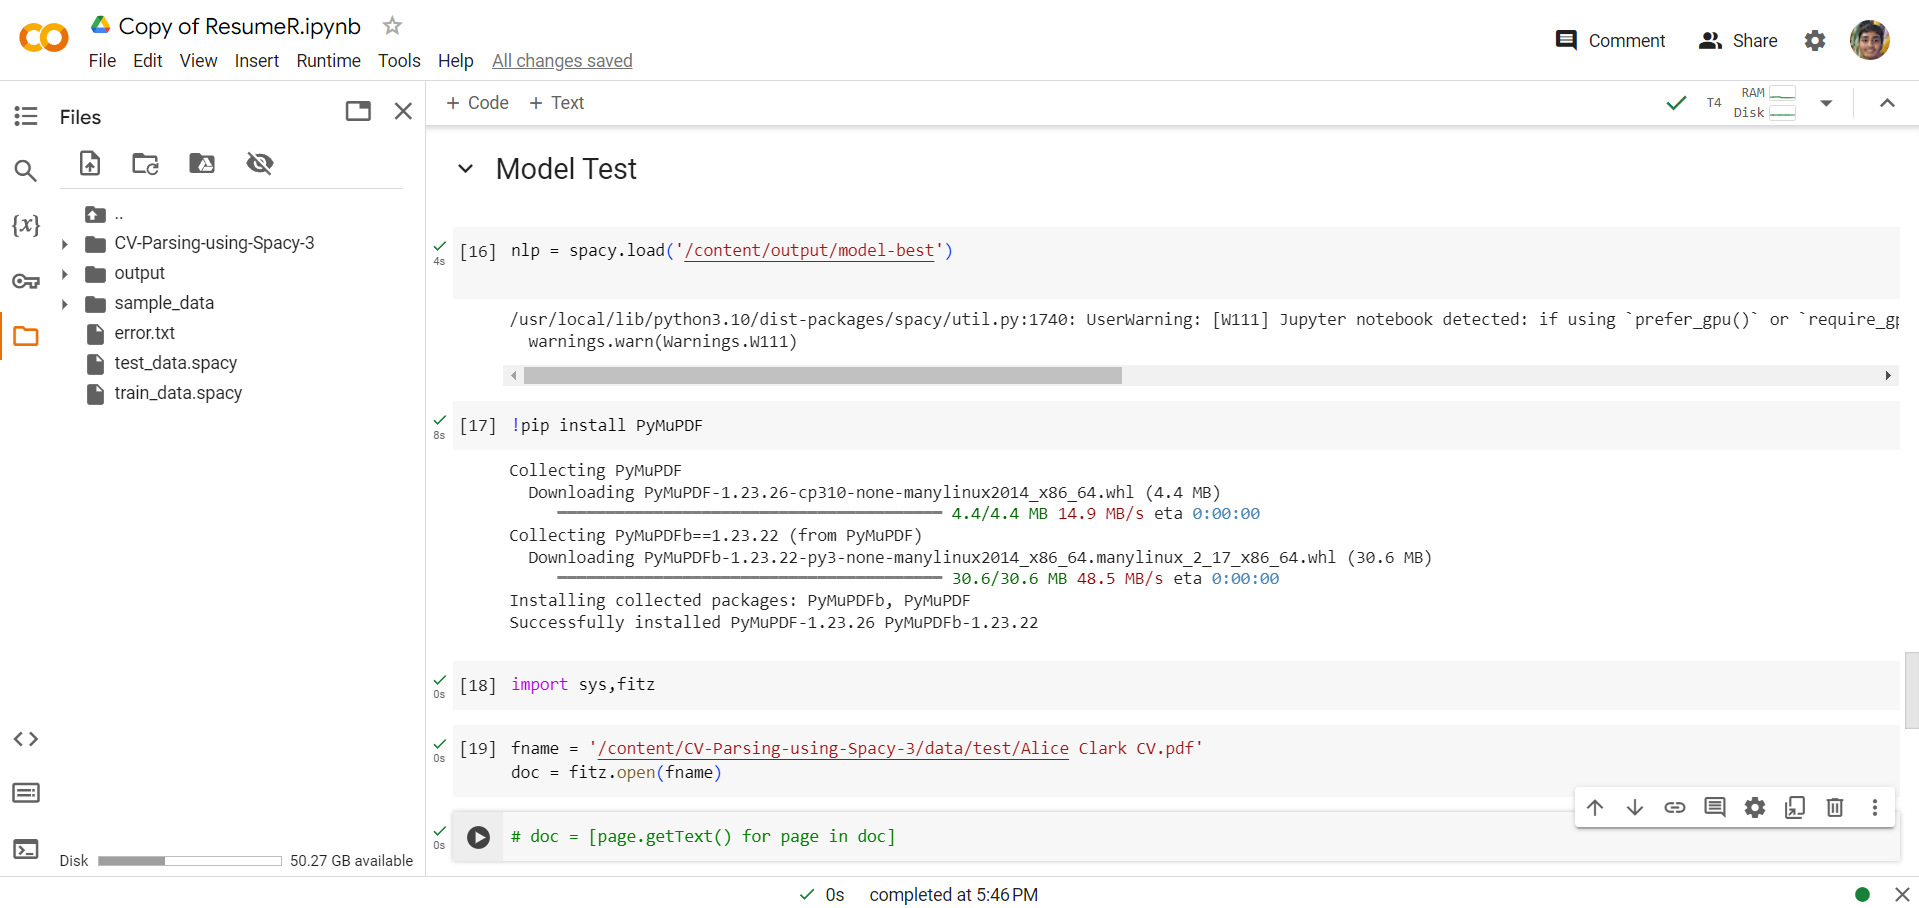 Copy of ResumeR.ipynb
File Edit View Insert Runtime Tools Help All changes saved
Comment
Share
Files
+ Code + Text
T4
RAM
Disk
{x}
..
CV-Parsing-using-Spacy-3
output
sample_data
error.txt
test_data.spacy
train_data.spacy
Disk
50.27 GB available
Model Test
4s
[16] nlp = spacy.load('/content/output/model-best')
/usr/local/lib/python3.10/dist-packages/spacy/util.py:1740: UserWarning: [W111] Jupyter notebook detected: if using `prefer_gpu()` or `require_gp
warnings.warn(Warnings.W111)
8s
[17] !pip install PyMuPDF
Collecting PyMuPDF
Downloading PyMuPDF-1.23.26-cp310-none-manylinux2014_x86_64.whl (4.4 MB)
4.4/4.4 MB 14.9 MB/s eta 0:00:00
Collecting PyMuPDFb==1.23.22 (from PyMuPDF)
Downloading PyMuPDFb-1.23.22-py3-none-manylinux2014_x86_64.manylinux_2_17_x86_64.whl (30.6 MB)
30.6/30.6 MB 48.5 MB/s eta 0:00:00
Installing collected packages: PyMuPDFb, PyMuPDF
Successfully installed PyMuPDF-1.23.26 PyMuPDFb-1.23.22
0s
[18] import sys,fitz
0s
[19] fname = '/content/CV-Parsing-using-Spacy-3/data/test/Alice Clark CV.pdf'
doc = fitz.open(fname)
0s
# doc = [page.getText() for page in doc]
0s completed at 5:46 PM